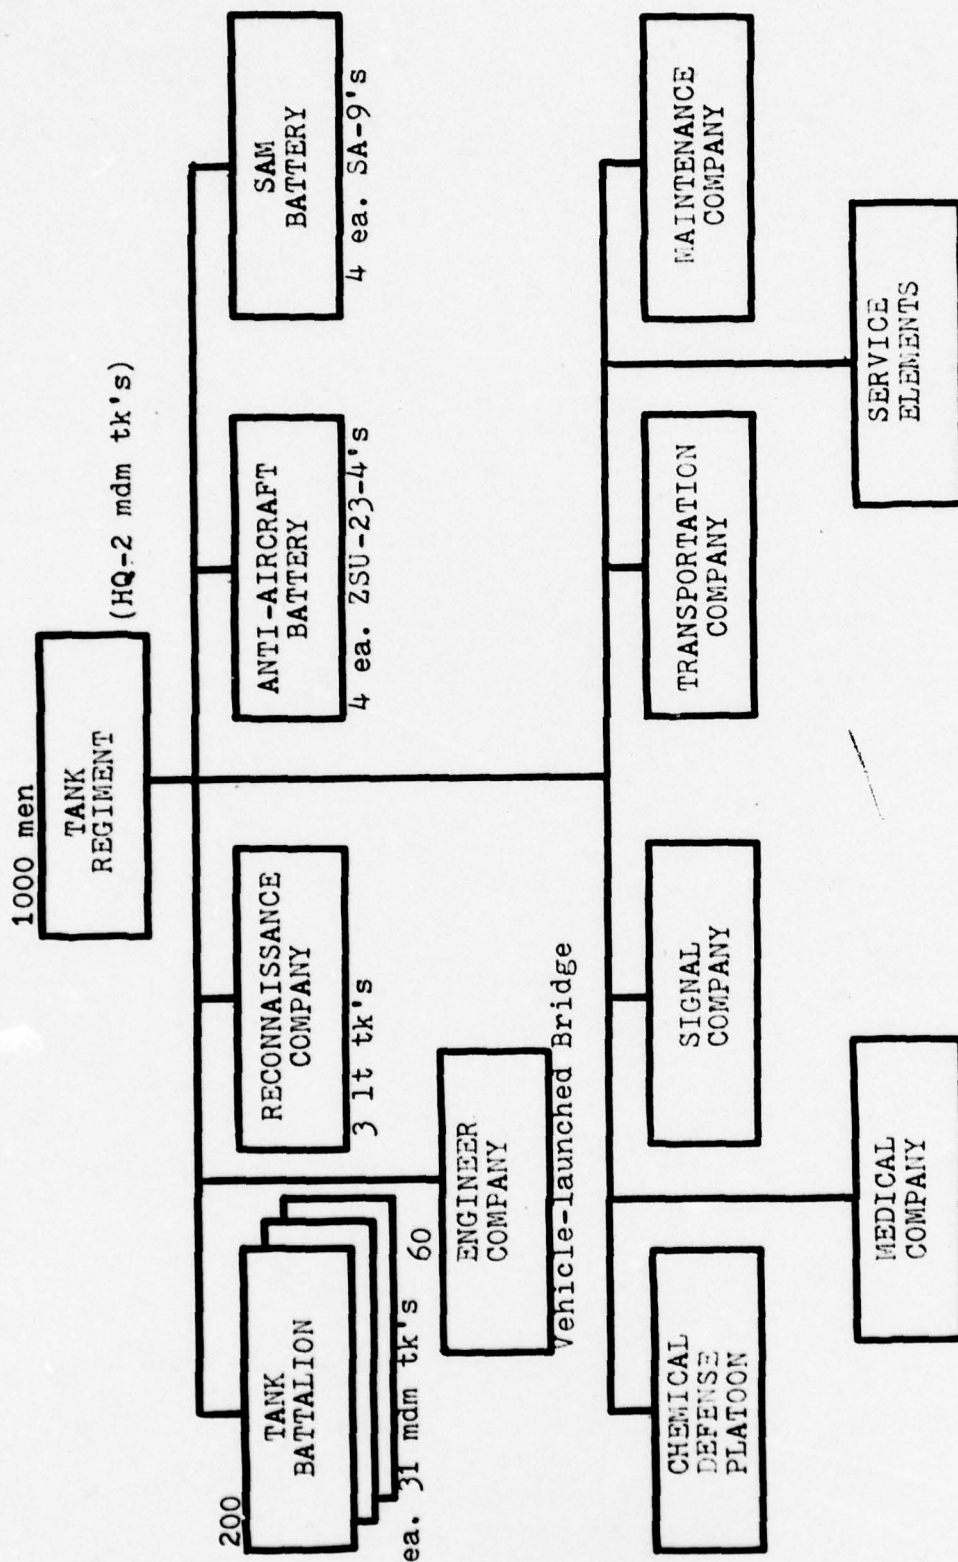 1000 men
TANK
REGIMENT
(HQ-2 mdm tk's)
200
TANK
BATTALION
ea. 31 mdm tk's
RECONNAISSANCE
COMPANY
3 lt tk's
ANTI-AIRCRAFT
BATTERY
4 ea. ZSU-23-4's
SAM
BATTERY
4 ea. SA-9's
60
ENGINEER
COMPANY
Vehicle-launched Bridge
CHEMICAL
DEFENSE
PLATOON
SIGNAL
COMPANY
TRANSPORTATION
COMPANY
MAINTENANCE
COMPANY
MEDICAL
COMPANY
SERVICE
ELEMENTS